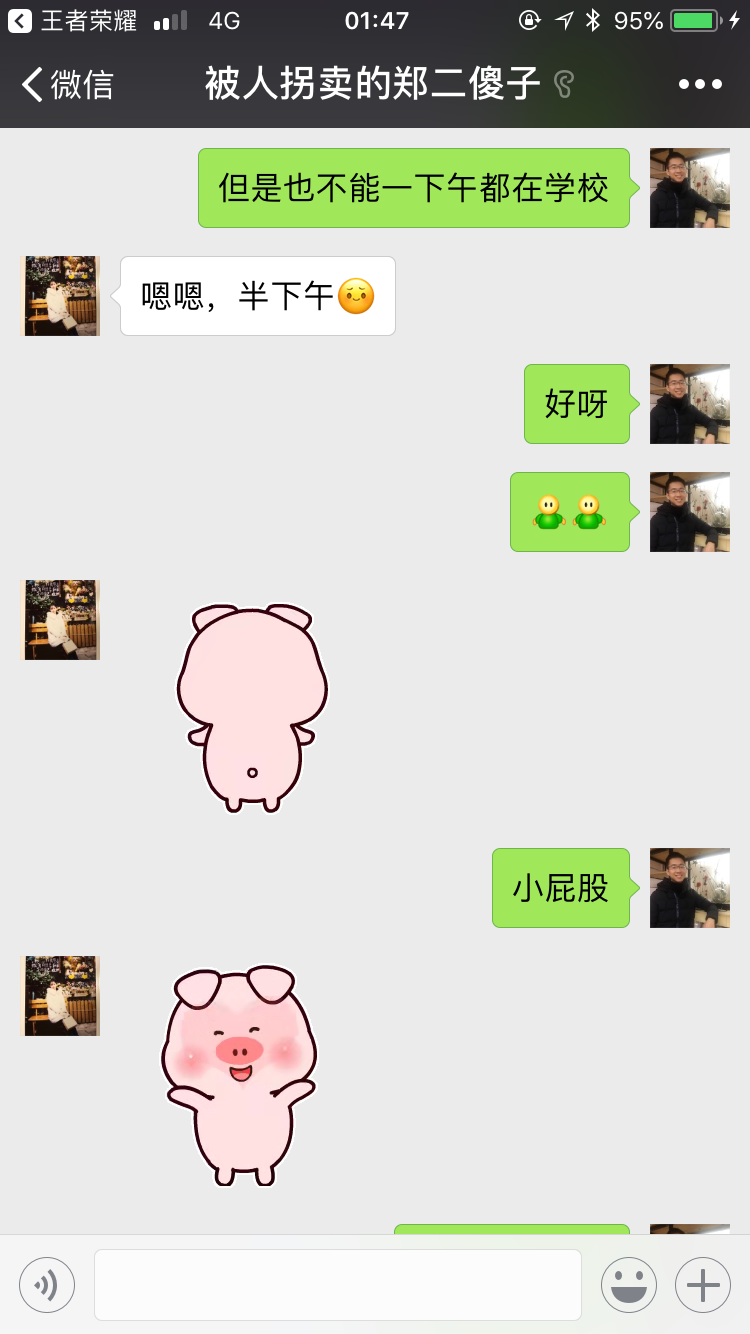 王者荣耀 4G 01:47 95%
微信 被人拐卖的郑二傻子
但是也不能一下午都在学校
嗯嗯，半下午
好呀
小屁股